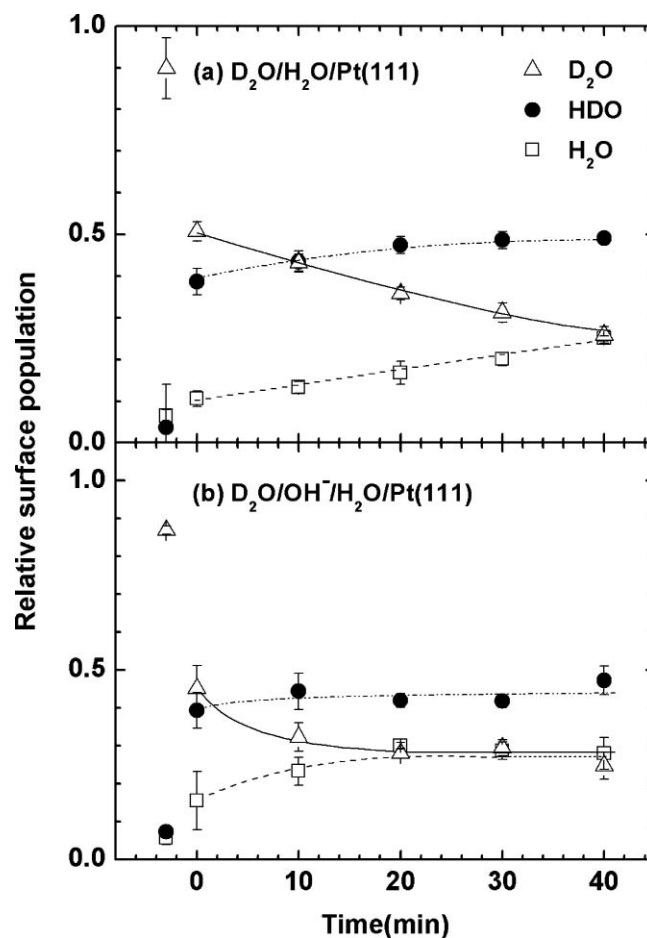 1.0
(a) D₂O/H₂O/Pt(111)
D₂O
HDO
H₂O
0.5
0.0
1.0
(b) D₂O/OH⁻/H₂O/Pt(111)
0.5
0.0
0 10 20 30 40
Time(min)
Relative surface population